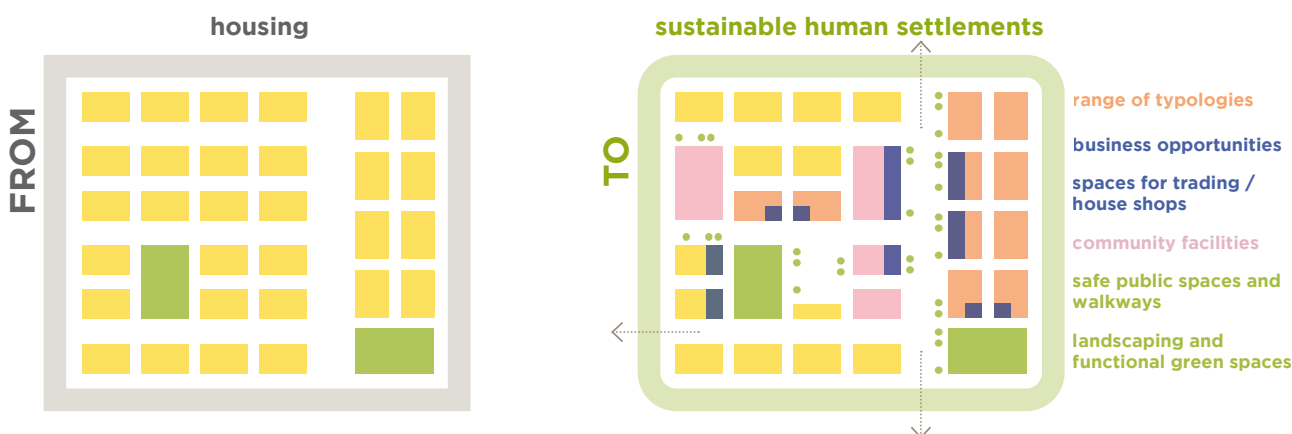 housing
FROM
sustainable human settlements
TO
range of typologies
business opportunities
spaces for trading /
house shops
community facilities
safe public spaces and
walkways
landscaping and
functional green spaces